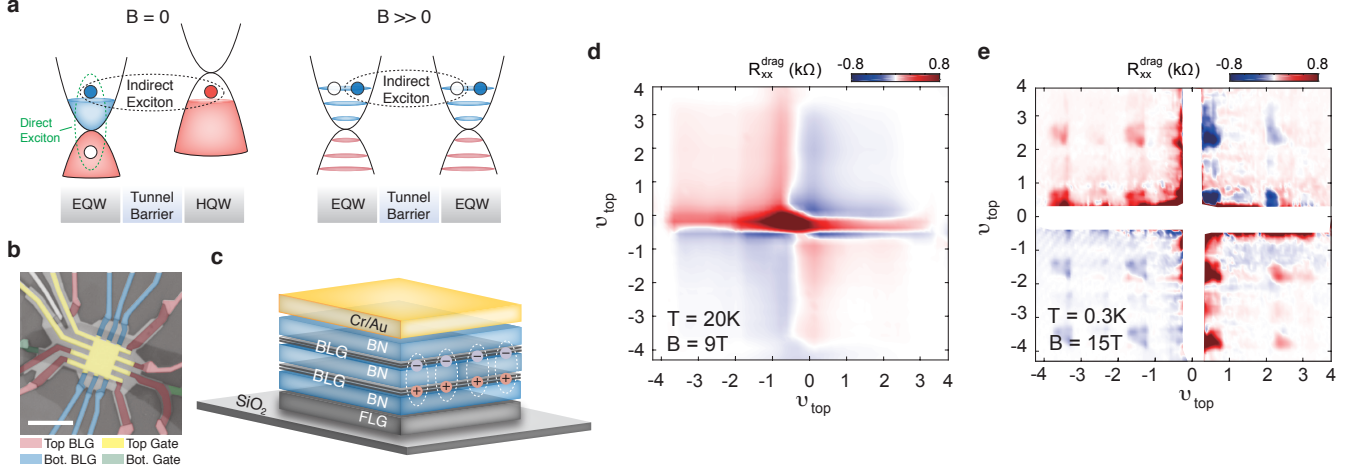 a
B = 0
B >> 0
Indirect
Exciton
Direct
Exciton
Indirect
Exciton
EQW
Tunnel
Barrier
HQW
EQW
Tunnel
Barrier
EQW
b
Top BLG
Top Gate
Bot. BLG
Bot. Gate
c
Cr/Au
BN
BLG
BN
BLG
BN
FLG
SiO2
− − − −
+ + + +
d
R_xx^drag (kΩ)
-0.8
0.8
4
3
2
1
0
-1
-2
-3
-4
υ_top
T = 20K
B = 9T
-4 -3 -2 -1 0 1 2 3 4
υ_top
e
R_xx^drag (kΩ)
-0.8
0.8
4
3
2
1
0
-1
-2
-3
-4
υ_top
T = 0.3K
B = 15T
-4 -3 -2 -1 0 1 2 3 4
υ_top